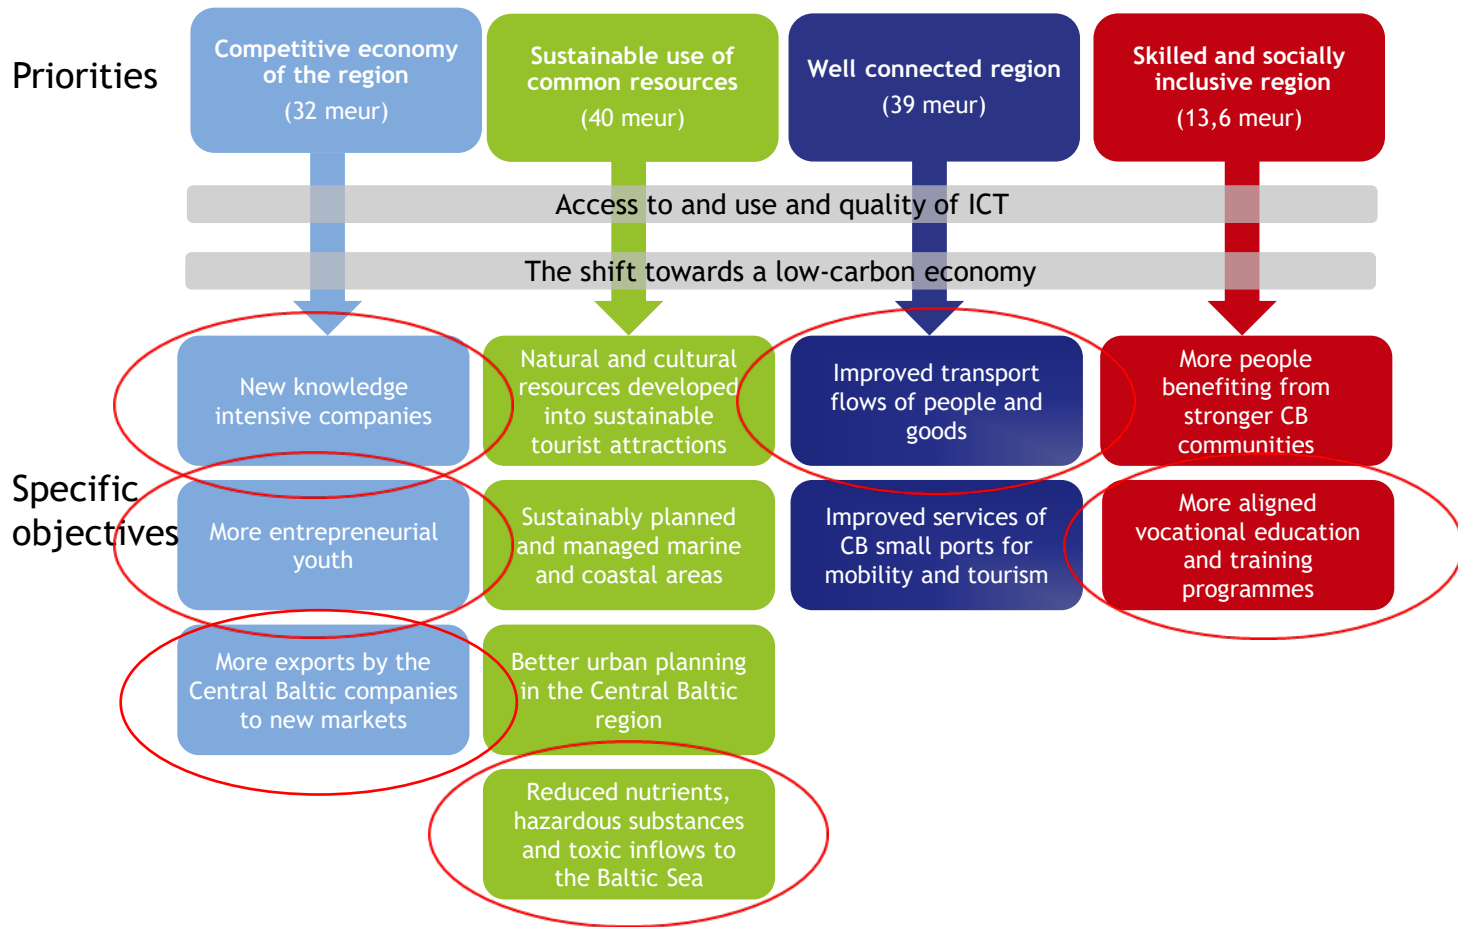 Priorities
Competitive economy
of the region
(32 meur)
Sustainable use of
common resources
(40 meur)
Well connected region
(39 meur)
Skilled and socially
inclusive region
(13,6 meur)
Access to and use and quality of ICT
The shift towards a low-carbon economy
Specific
objectives
New knowledge
intensive companies
More entrepreneurial
youth
More exports by the
Central Baltic companies
to new markets
Natural and cultural
resources developed
into sustainable
tourist attractions
Sustainably planned
and managed marine
and coastal areas
Better urban planning
in the Central Baltic
region
Reduced nutrients,
hazardous substances
and toxic inflows to
the Baltic Sea
Improved transport
flows of people and
goods
Improved services of
CB small ports for
mobility and tourism
More people
benefiting from
stronger CB
communities
More aligned
vocational education
and training
programmes